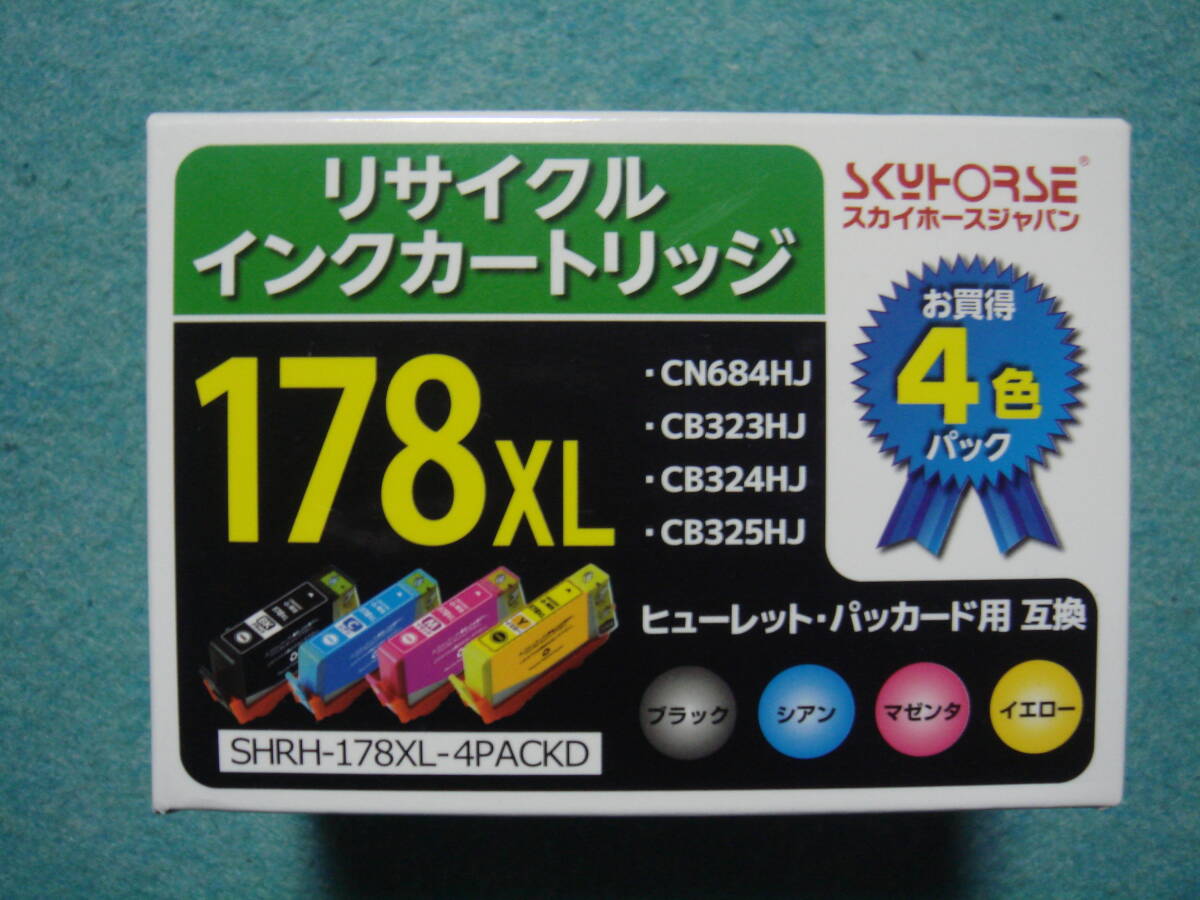 リサイクル
インクカートリッジ
SKYHORSE®
スカイホースジャパン
お買得
4色
パック
178XL
・CN684HJ
・CB323HJ
・CB324HJ
・CB325HJ
ヒューレット・パッカード用 互換
ブラック
シアン
マゼンタ
イエロー
SHRH-178XL-4PACKD